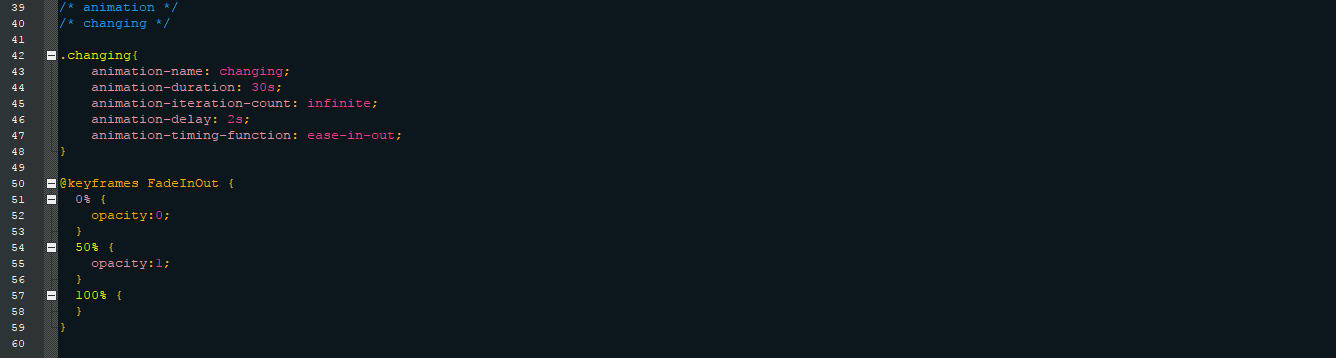 39 /* animation */
40 /* changing */
41
42 .changing{
43     animation-name: changing;
44     animation-duration: 30s;
45     animation-iteration-count: infinite;
46     animation-delay: 2s;
47     animation-timing-function: ease-in-out;
48 }
49
50 @keyframes FadeInOut {
51   0% {
52     opacity:0;
53   }
54   50% {
55     opacity:1;
56   }
57   100% {
58   }
59 }
60